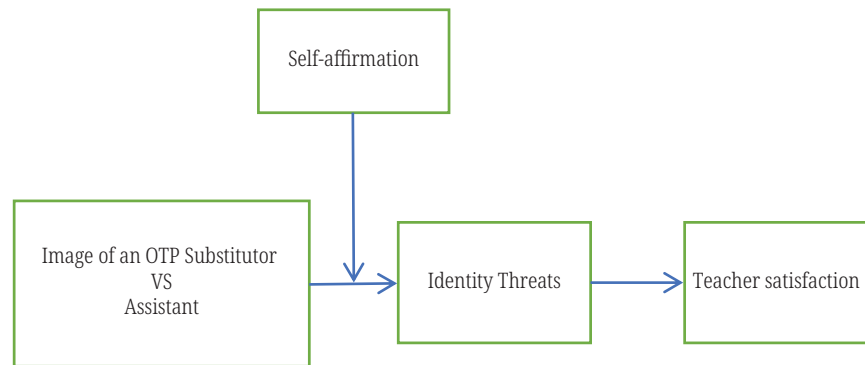 Self-affirmation
Image of an OTP Substitutor
VS
Assistant
Identity Threats
Teacher satisfaction